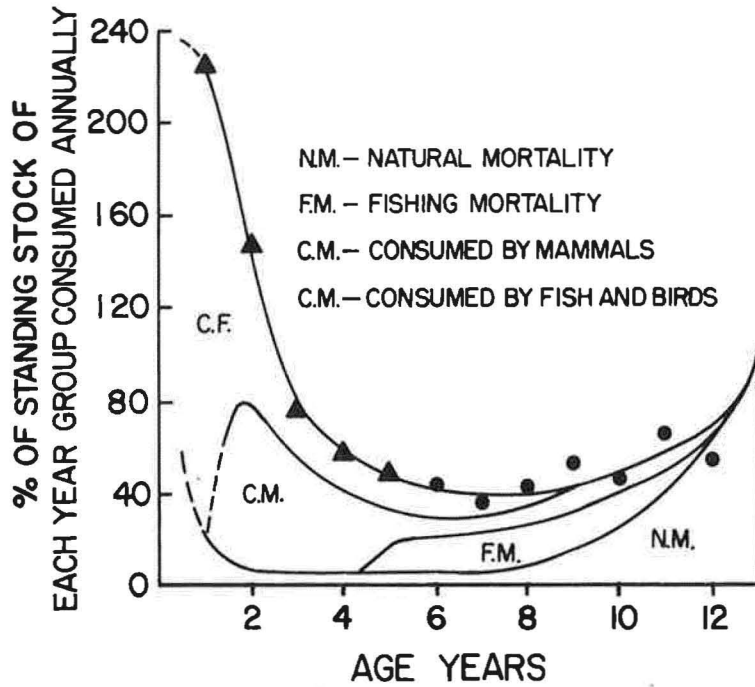 % OF STANDING STOCK OF
EACH YEAR GROUP CONSUMED ANNUALLY
240
200
160
120
80
40
0
N.M.– NATURAL MORTALITY
F.M.– FISHING MORTALITY
C.M.– CONSUMED BY MAMMALS
C.M.– CONSUMED BY FISH AND BIRDS
C.F.
C.M.
F.M.
N.M.
2 4 6 8 10 12
AGE YEARS